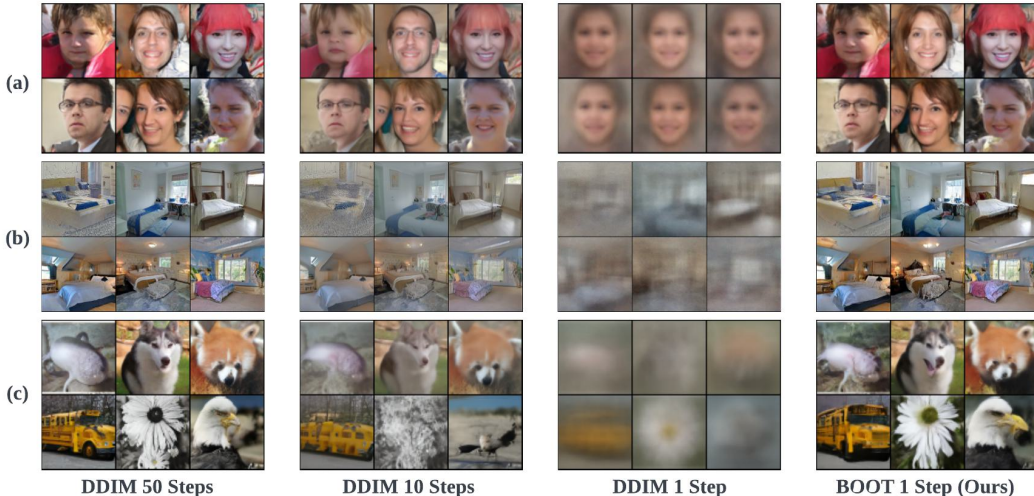 (a)
(b)
(c)
DDIM 50 Steps DDIM 10 Steps DDIM 1 Step BOOT 1 Step (Ours)